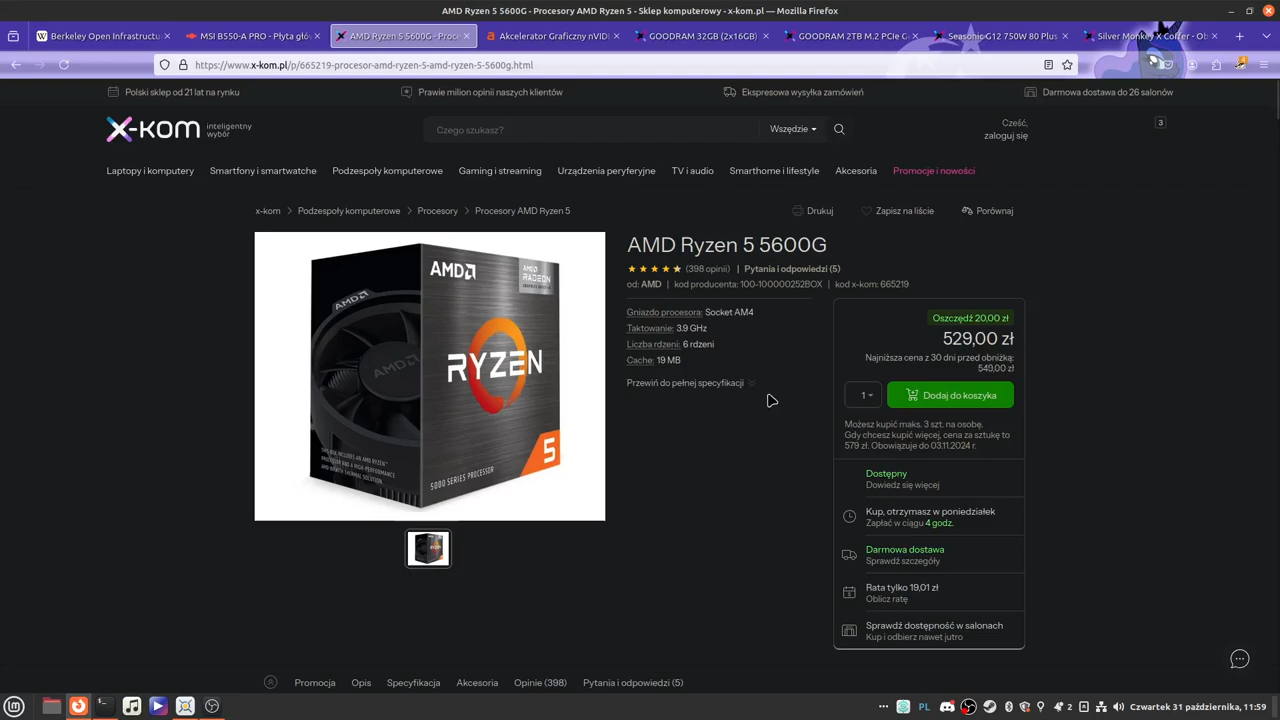 AMD Ryzen 5 5600G - Procesory AMD Ryzen 5 - Sklep komputerowy - x-kom.pl — Mozilla Firefox
Berkeley Open Infrastructu
MSI B550-A PRO - Płyta głó
AMD Ryzen 5 5600G - Proce
Akcelerator Graficzny nVIDI
GOODRAM 32GB (2x16GB)
GOODRAM 2TB M.2 PCIe G
Seasonic G12 750W 80 Plus
Silver Monkey X Coffer - Ob
https://www.x-kom.pl/p/665219-procesor-amd-ryzen-5-amd-ryzen-5-5600g.html
Polski sklep od 21 lat na rynku
Prawie milion opinii naszych klientów
Ekspresowa wysyłka zamówień
Darmowa dostawa do 26 salonów
x-kom inteligentny
wybór
Czego szukasz?
Wszędzie
Cześć,
zaloguj się
3
Laptopy i komputery
Smartfony i smartwatche
Podzespoły komputerowe
Gaming i streaming
Urządzenia peryferyjne
TV i audio
Smarthome i lifestyle
Akcesoria
Promocje i nowości
x-kom
Podzespoły komputerowe
Procesory
Procesory AMD Ryzen 5
Drukuj
Zapisz na liście
Porównaj
AMD
AMD
RADEON
AMD
AMD
RYZEN
5
5000 SERIES PROCESSOR
AMD Ryzen 5 5600G
(398 opinii) | Pytania i odpowiedzi (5)
od: AMD | kod producenta: 100-100000252BOX | kod x-kom: 665219
Gniazdo procesora: Socket AM4
Taktowanie: 3.9 GHz
Liczba rdzeni: 6 rdzeni
Cache: 19 MB
Przewiń do pełnej specyfikacji
Oszczędź 20,00 zł
529,00 zł
Najniższa cena z 30 dni przed obniżką:
549,00 zł
1
Dodaj do koszyka
Możesz kupić maks. 3 szt. na osobę.
Gdy chcesz kupić więcej, cena za sztukę to
579 zł. Obowiązuje do 03.11.2024 r.
Dostępny
Dowiedz się więcej
Kup, otrzymasz w poniedziałek
Zapłać w ciągu 4 godz.
Darmowa dostawa
Sprawdź szczegóły
Rata tylko 19,01 zł
Oblicz ratę
Sprawdź dostępność w salonach
Kup i odbierz nawet jutro
Promocja
Opis
Specyfikacja
Akcesoria
Opinie (398)
Pytania i odpowiedzi (5)
PL
2
Czwartek 31 października, 11:59